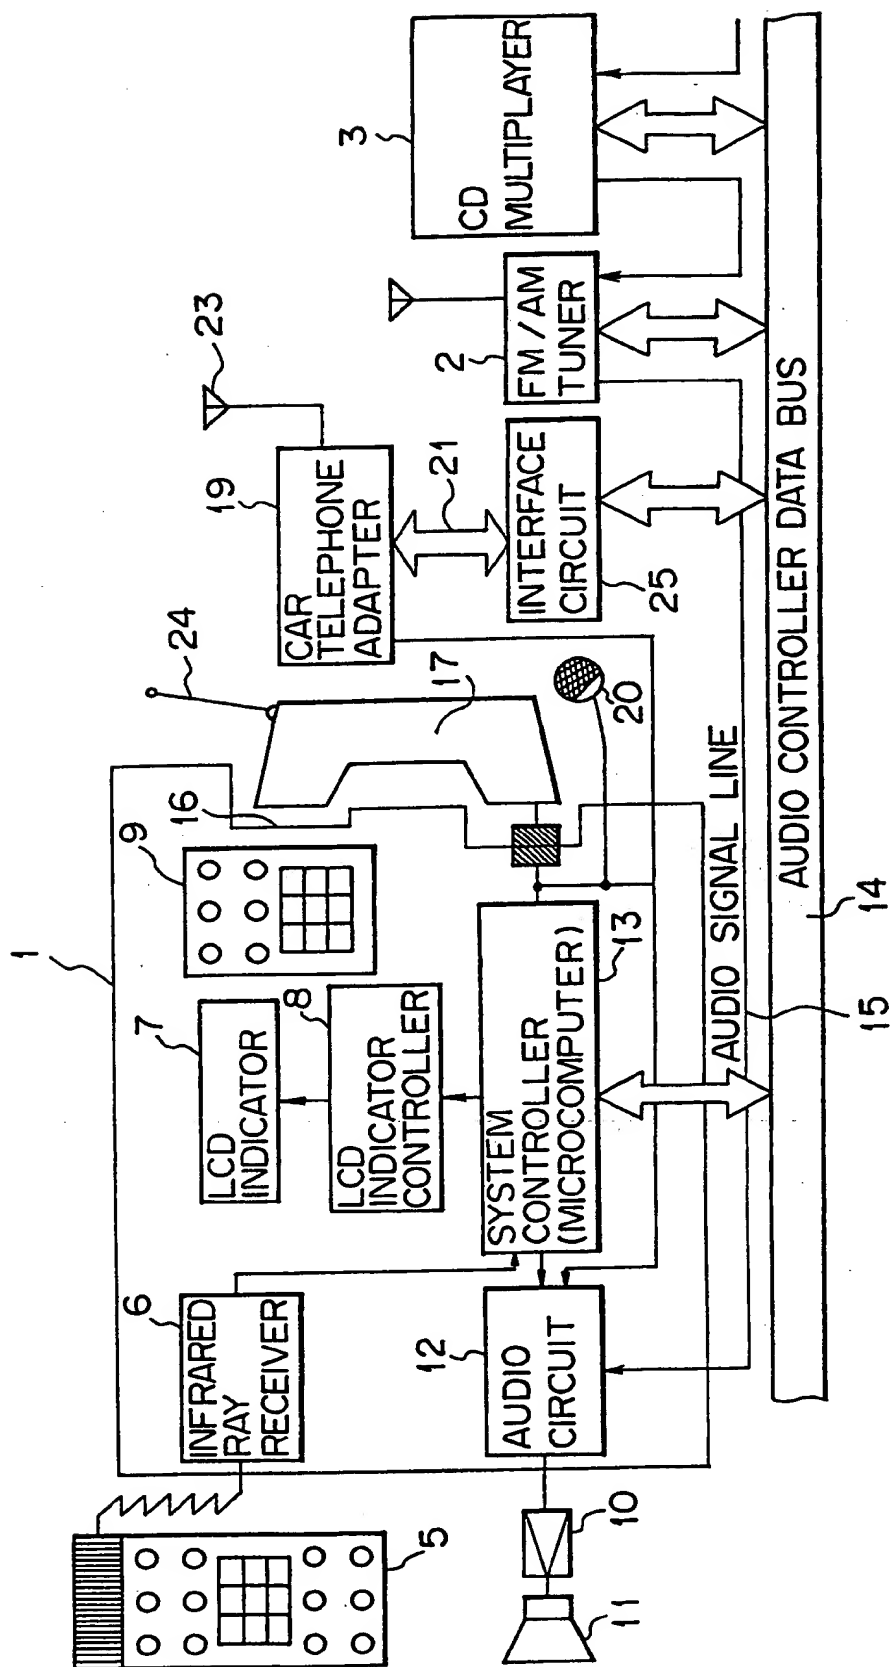 1
5
6
INFRARED
RAY
RECEIVER
7
LCD
INDICATOR
8
LCD
INDICATOR
CONTROLLER
9
16
24
17
23
19
CAR
TELEPHONE
ADAPTER
21
INTERFACE
CIRCUIT
25
2
FM/AM
TUNER
3
CD
MULTIPLAYER
11
10
12
AUDIO
CIRCUIT
SYSTEM
CONTROLLER
(MICROCOMPUTER)
13
20
AUDIO SIGNAL LINE
15
AUDIO CONTROLLER DATA BUS
14